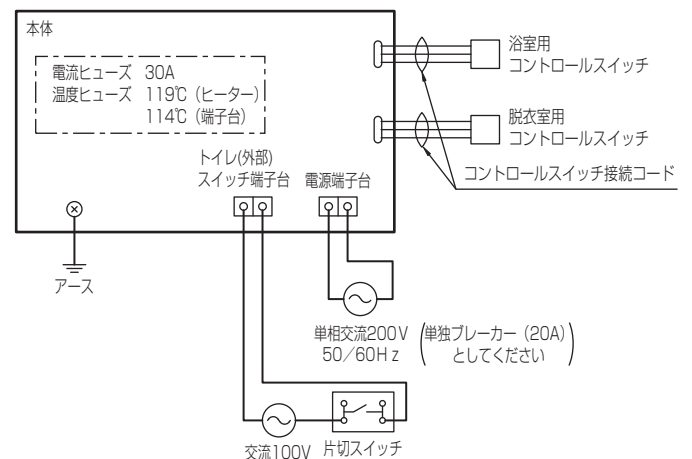 本体
電流ヒューズ 30A
温度ヒューズ 119℃（ヒーター）
114℃（端子台）
浴室用
コントロールスイッチ
脱衣室用
コントロールスイッチ
コントロールスイッチ接続コード
トイレ(外部)
スイッチ端子台
電源端子台
アース
単相交流200V
50／60Hz
（単独ブレーカー（20A）
としてください）
交流100V
片切スイッチ